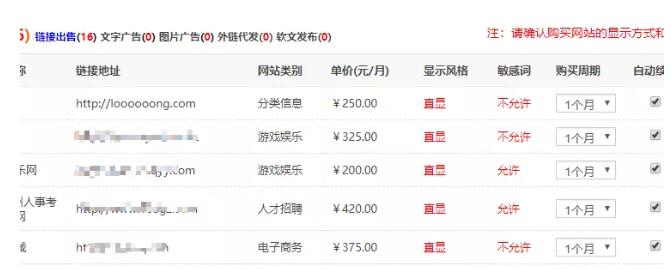 5) 链接出售(16) 文字广告(0) 图片广告(0) 外链代发(0) 软文发布(0) 注：请确认购买网站的显示方式和
称 链接地址 网站类别 单价(元/月) 显示风格 敏感词 购买周期 自动续
http://loooooong.com 分类信息 ￥250.00 直显 不允许 1个月
游戏娱乐 ￥325.00 直显 不允许 1个月
乐网 .com 游戏娱乐 ￥200.00 直显 允许 1个月
人事考网 人才招聘 ￥420.00 直显 允许 1个月
城 电子商务 ￥375.00 直显 不允许 1个月